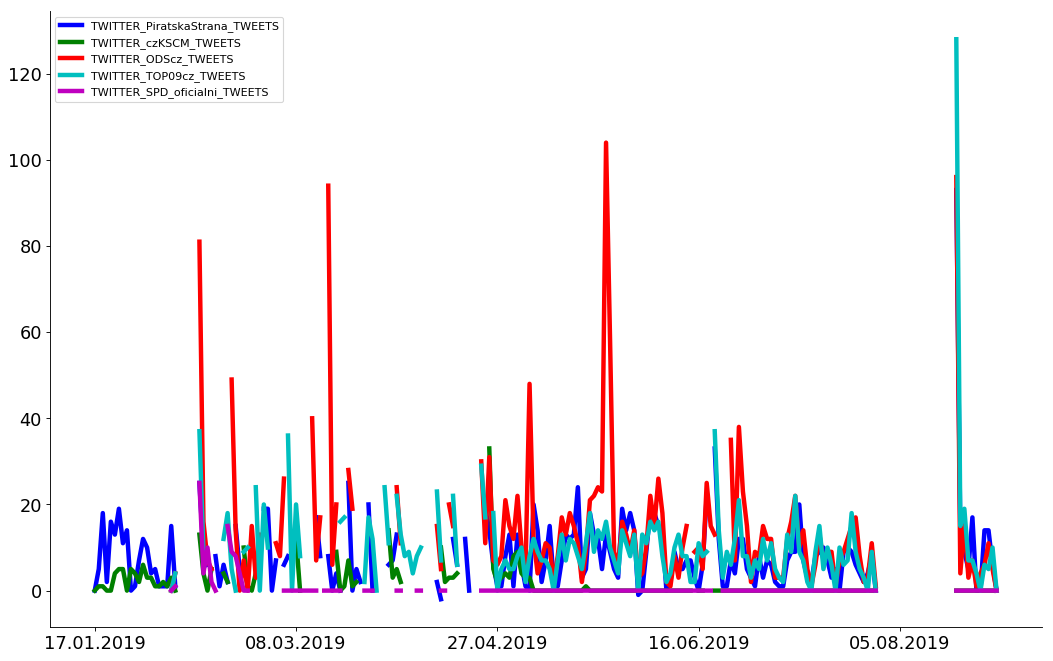 TWITTER_PiratskaStrana_TWEETS
TWITTER_czKSCM_TWEETS
TWITTER_ODScz_TWEETS
TWITTER_TOP09cz_TWEETS
TWITTER_SPD_oficialni_TWEETS
120
100
80
60
40
20
0
17.01.2019 08.03.2019 27.04.2019 16.06.2019 05.08.2019